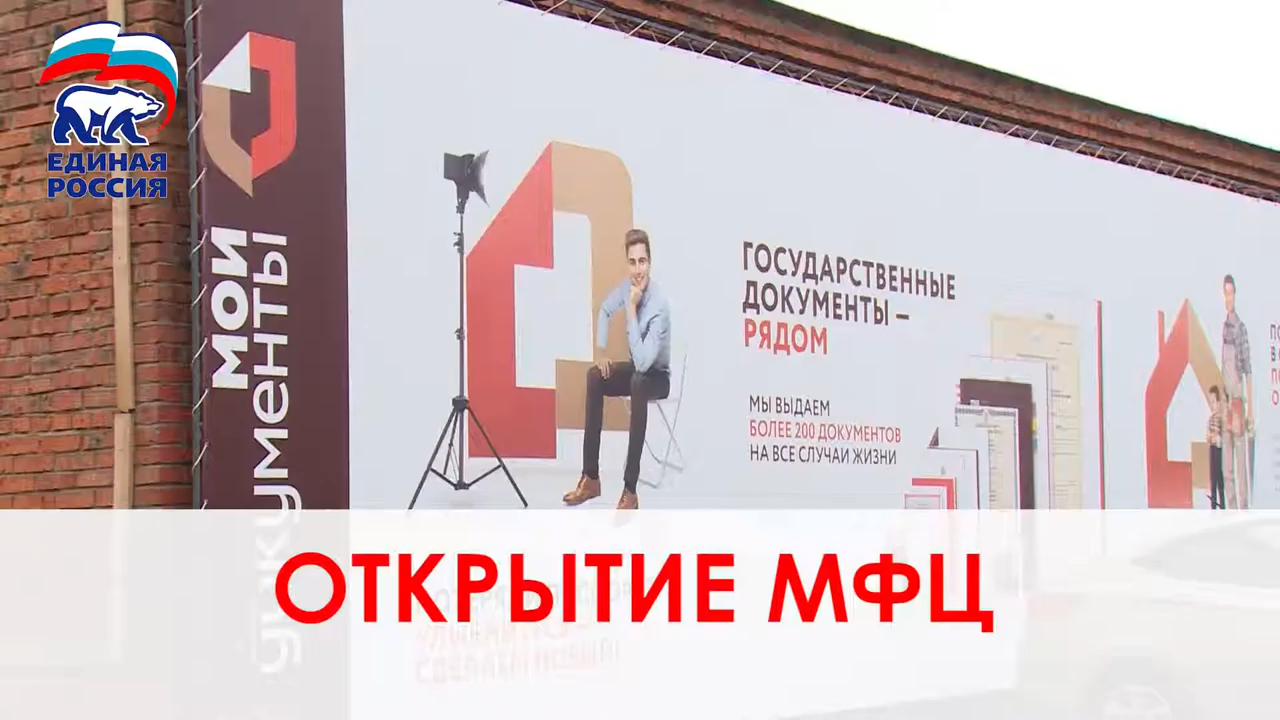 ЕДИНАЯ
РОССИЯ
МОИ
документы
ГОСУДАРСТВЕННЫЕ
ДОКУМЕНТЫ –
РЯДОМ
МЫ ВЫДАЕМ
БОЛЕЕ 200 ДОКУМЕНТОВ
НА ВСЕ СЛУЧАИ ЖИЗНИ
ОТКРЫТИЕ МФЦ